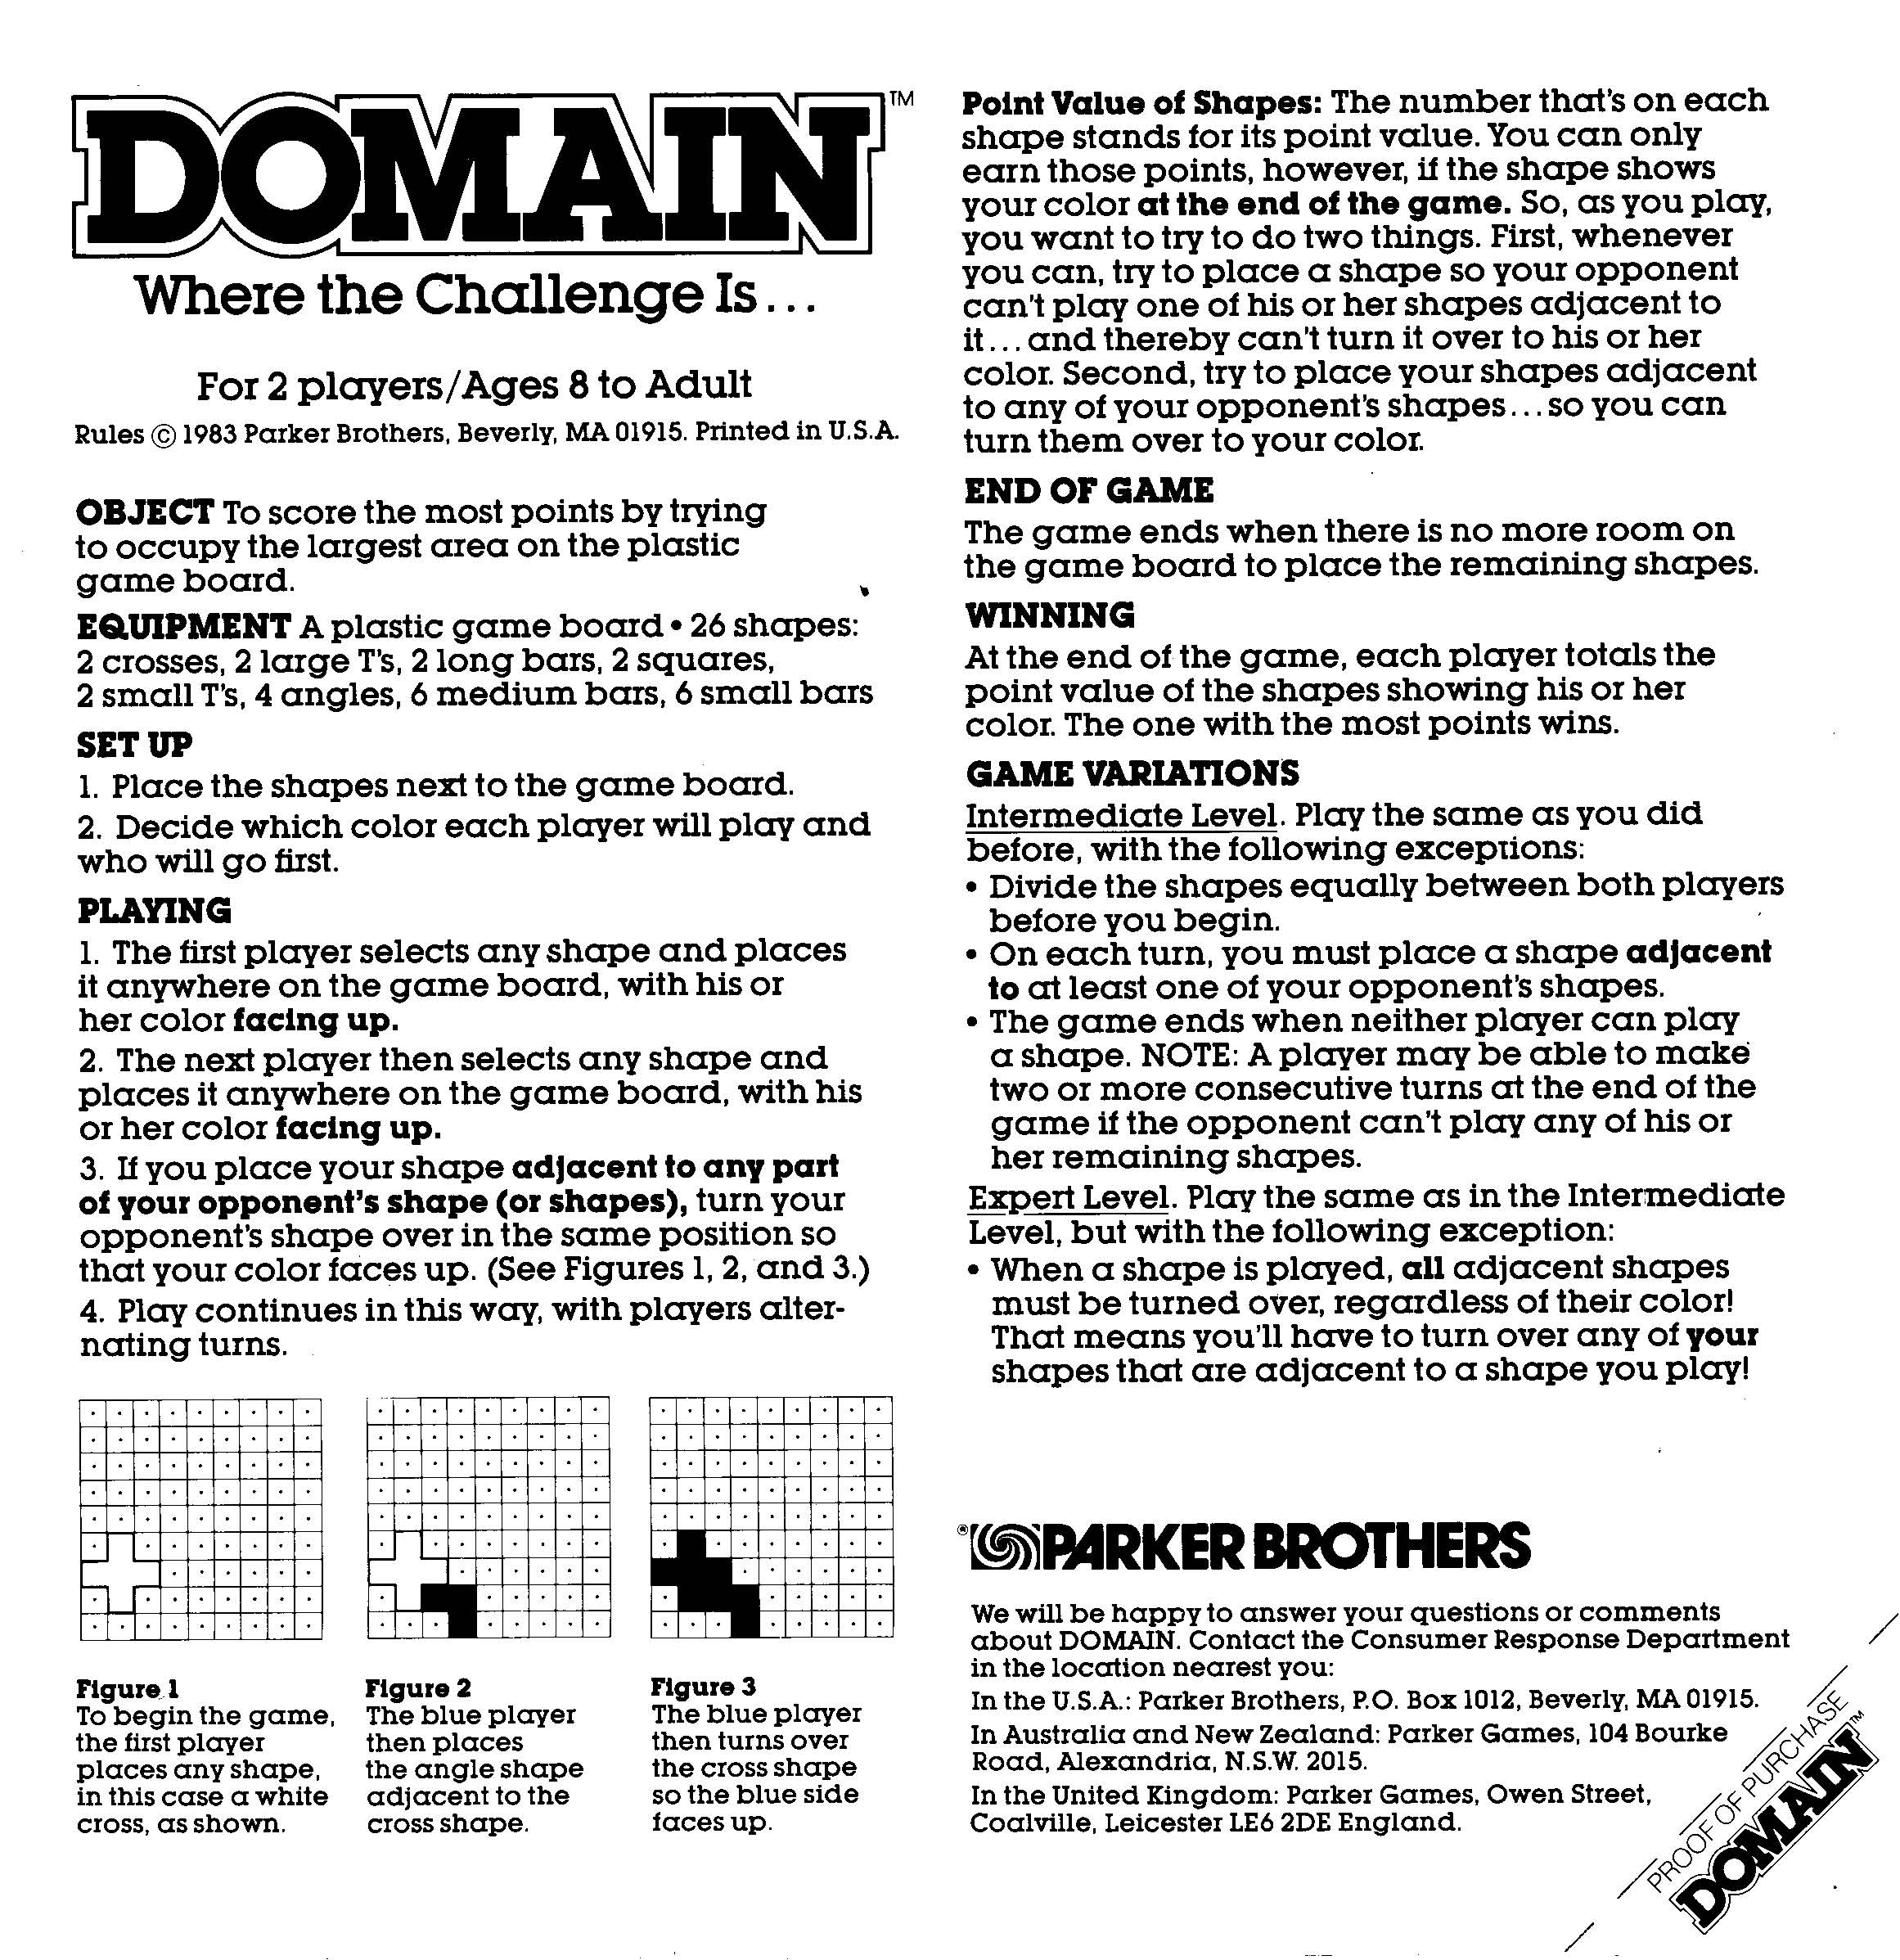 DOMAIN™
Where the Challenge Is...
For 2 players/Ages 8 to Adult
Rules © 1983 Parker Brothers, Beverly, MA 01915. Printed in U.S.A.
OBJECT To score the most points by trying
to occupy the largest area on the plastic
game board.
EQUIPMENT A plastic game board • 26 shapes:
2 crosses, 2 large T's, 2 long bars, 2 squares,
2 small T's, 4 angles, 6 medium bars, 6 small bars
SET UP
1. Place the shapes next to the game board.
2. Decide which color each player will play and
who will go first.
PLAYING
1. The first player selects any shape and places
it anywhere on the game board, with his or
her color facing up.
2. The next player then selects any shape and
places it anywhere on the game board, with his
or her color facing up.
3. If you place your shape adjacent to any part
of your opponent's shape (or shapes), turn your
opponent's shape over in the same position so
that your color faces up. (See Figures 1, 2, and 3.)
4. Play continues in this way, with players alter-
nating turns.
Figure 1
To begin the game,
the first player
places any shape,
in this case a white
cross, as shown.
Figure 2
The blue player
then places
the angle shape
adjacent to the
cross shape.
Figure 3
The blue player
then turns over
the cross shape
so the blue side
faces up.
Point Value of Shapes: The number that's on each
shape stands for its point value. You can only
earn those points, however, if the shape shows
your color at the end of the game. So, as you play,
you want to try to do two things. First, whenever
you can, try to place a shape so your opponent
can't play one of his or her shapes adjacent to
it... and thereby can't turn it over to his or her
color. Second, try to place your shapes adjacent
to any of your opponent's shapes... so you can
turn them over to your color.
END OF GAME
The game ends when there is no more room on
the game board to place the remaining shapes.
WINNING
At the end of the game, each player totals the
point value of the shapes showing his or her
color. The one with the most points wins.
GAME VARIATIONS
Intermediate Level. Play the same as you did
before, with the following exceptions:
• Divide the shapes equally between both players
before you begin.
• On each turn, you must place a shape adjacent
to at least one of your opponent's shapes.
• The game ends when neither player can play
a shape. NOTE: A player may be able to make
two or more consecutive turns at the end of the
game if the opponent can't play any of his or
her remaining shapes.
Expert Level. Play the same as in the Intermediate
Level, but with the following exception:
• When a shape is played, all adjacent shapes
must be turned over, regardless of their color!
That means you'll have to turn over any of your
shapes that are adjacent to a shape you play!
® PARKER BROTHERS
We will be happy to answer your questions or comments
about DOMAIN. Contact the Consumer Response Department
in the location nearest you:
In the U.S.A.: Parker Brothers, P.O. Box 1012, Beverly, MA 01915.
In Australia and New Zealand: Parker Games, 104 Bourke
Road, Alexandria, N.S.W. 2015.
In the United Kingdom: Parker Games, Owen Street,
Coalville, Leicester LE6 2DE England.
PROOF OF PURCHASE
DOMAIN™